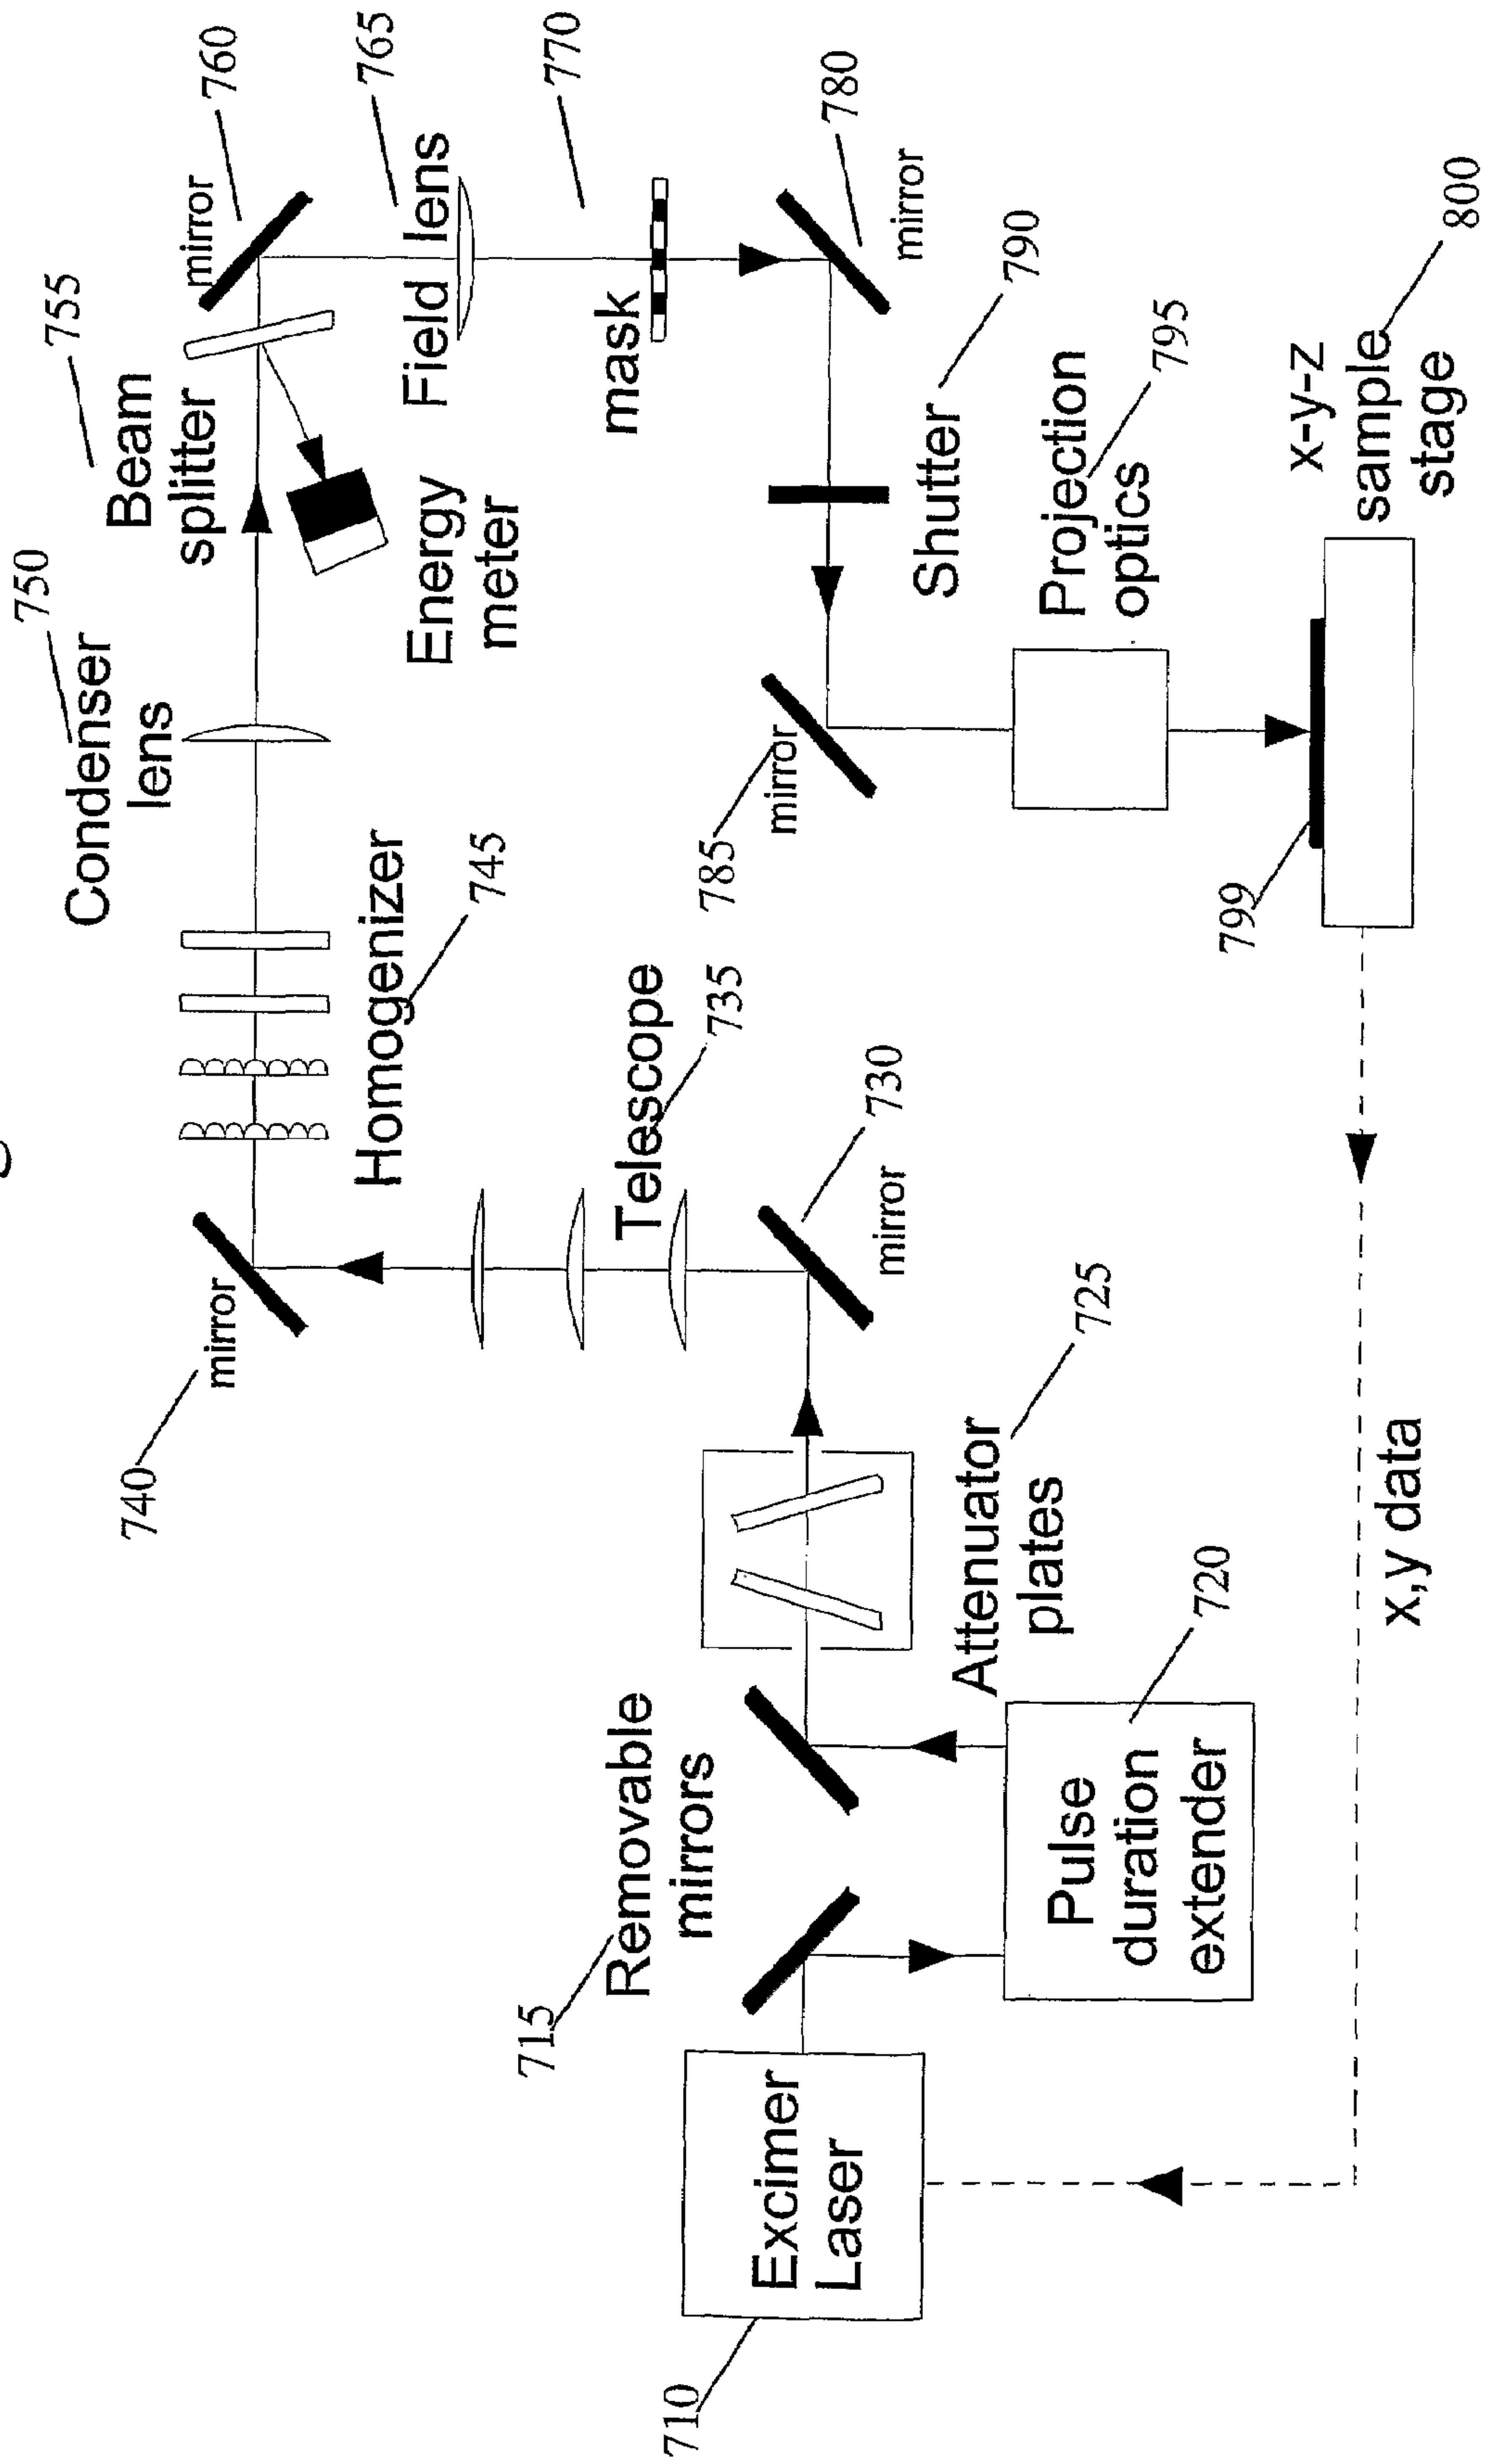 710
Excimer
Laser
715
Removable
mirrors
Pulse
duration
extender
720
Attenuator
plates
725
mirror
730
Telescope
735
740
mirror
Homogenizer
745
Condenser
lens
750
Beam
splitter
755
Energy
meter
mirror
760
Field lens
765
mask
770
mirror
780
Shutter
790
785
mirror
Projection
optics
795
799
x-y-z
sample
stage
800
x,y data